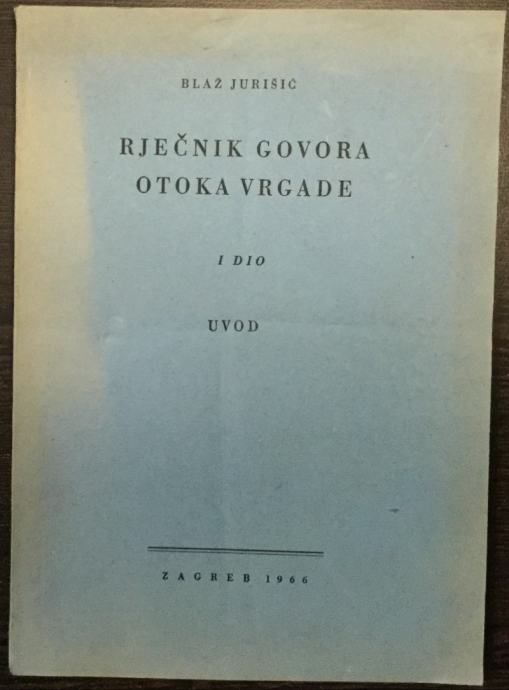 BLAŽ JURIŠIĆ
RJEČNIK GOVORA
OTOKA VRGADE
I DIO
UVOD
ZAGREB 1966